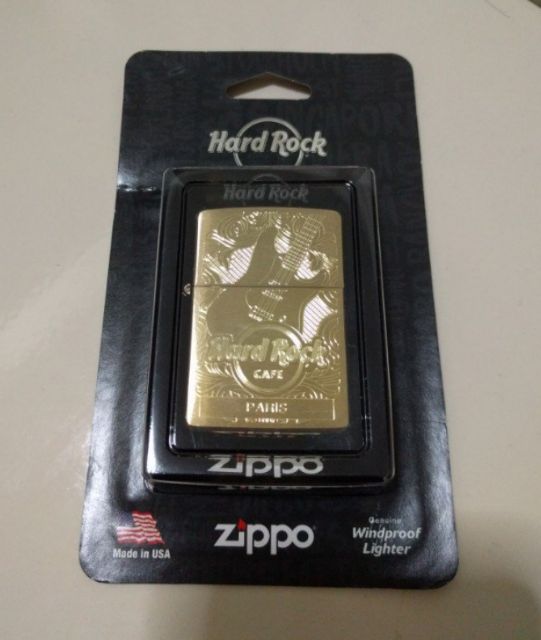 Hard Rock
Hard Rock
Hard Rock
CAFE
PARIS
zippo
zippo
Made in USA
Genuine
Windproof
Lighter